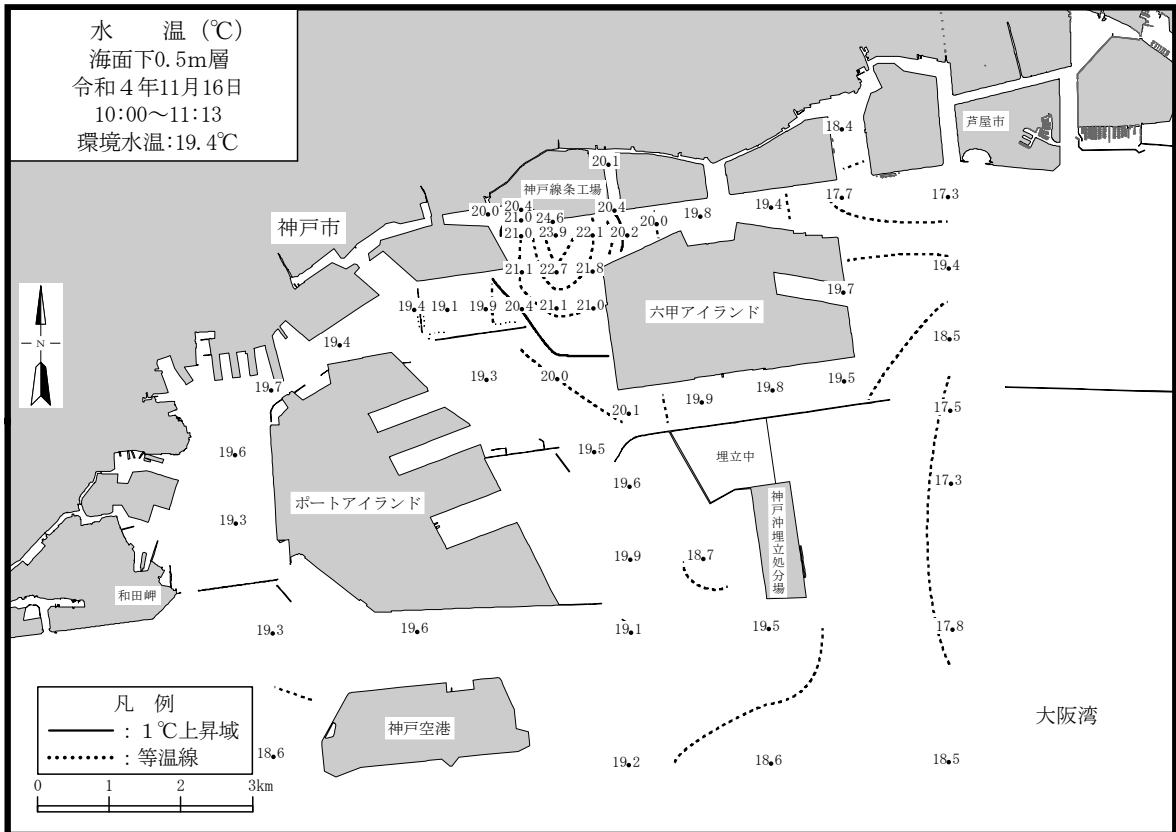 水　温（℃）
海面下0.5m層
令和４年11月16日
10:00～11:13
環境水温:19.4℃
芦屋市
18.4
20.1
神戸線条工場
17.7
17.3
20.0
20.4
20.4
19.4
19.8
21.0
24.6
20.0
神戸市
21.0
23.9
22.1
20.2
21.1
22.7
21.8
19.4
19.7
19.4
19.1
19.9
20.4
21.1
21.0
六甲アイランド
N
19.4
18.5
19.7
19.3
20.0
19.8
19.5
19.9
20.1
17.5
19.6
19.5
埋立中
19.6
17.3
ポートアイランド
神戸沖埋立処分場
19.3
19.9
18.7
和田岬
19.3
19.6
19.1
19.5
17.8
凡　例
：１℃上昇域
：等温線
神戸空港
大阪湾
18.6
19.2
18.6
18.5
0 1 2 3km